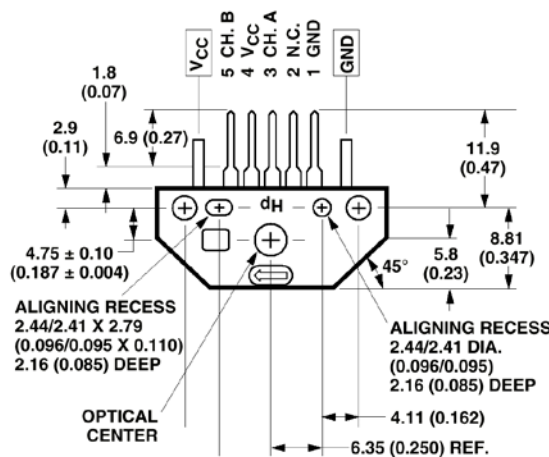 VCC
5 CH. B
4 VCC
3 CH. A
2 N.C.
1 GND
GND
1.8
(0.07)
2.9
(0.11)
6.9 (0.27)
11.9
(0.47)
Hp
4.75 ± 0.10
(0.187 ± 0.004)
5.8
(0.23)
8.81
(0.347)
45°
ALIGNING RECESS
2.44/2.41 X 2.79
(0.096/0.095 X 0.110)
2.16 (0.085) DEEP
ALIGNING RECESS
2.44/2.41 DIA.
(0.096/0.095)
2.16 (0.085) DEEP
OPTICAL
CENTER
4.11 (0.162)
6.35 (0.250) REF.